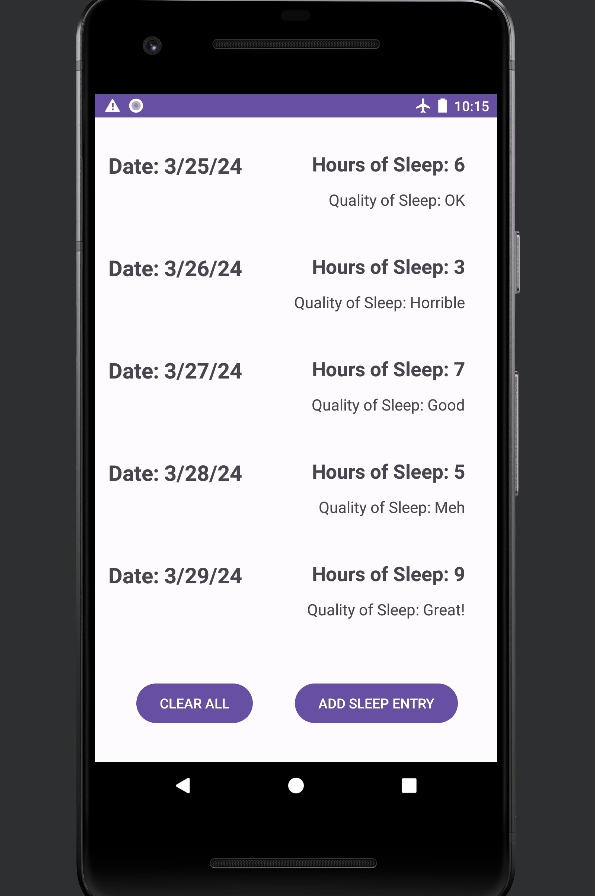 10:15
Date: 3/25/24 Hours of Sleep: 6
Quality of Sleep: OK
Date: 3/26/24 Hours of Sleep: 3
Quality of Sleep: Horrible
Date: 3/27/24 Hours of Sleep: 7
Quality of Sleep: Good
Date: 3/28/24 Hours of Sleep: 5
Quality of Sleep: Meh
Date: 3/29/24 Hours of Sleep: 9
Quality of Sleep: Great!
CLEAR ALL ADD SLEEP ENTRY